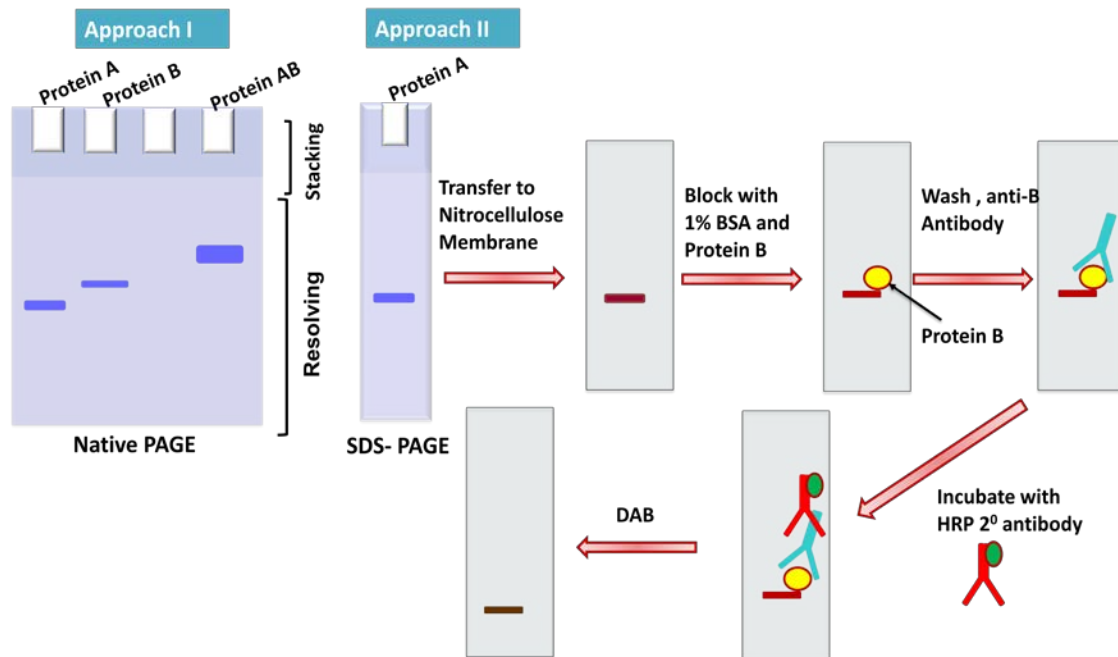 Approach I
Approach II
Protein A
Protein B
Protein AB
Protein A
Stacking
Resolving
Native PAGE
SDS- PAGE
Transfer to
Nitrocellulose
Membrane
Block with
1% BSA and
Protein B
Wash , anti-B
Antibody
Protein B
Incubate with
HRP 2⁰ antibody
DAB